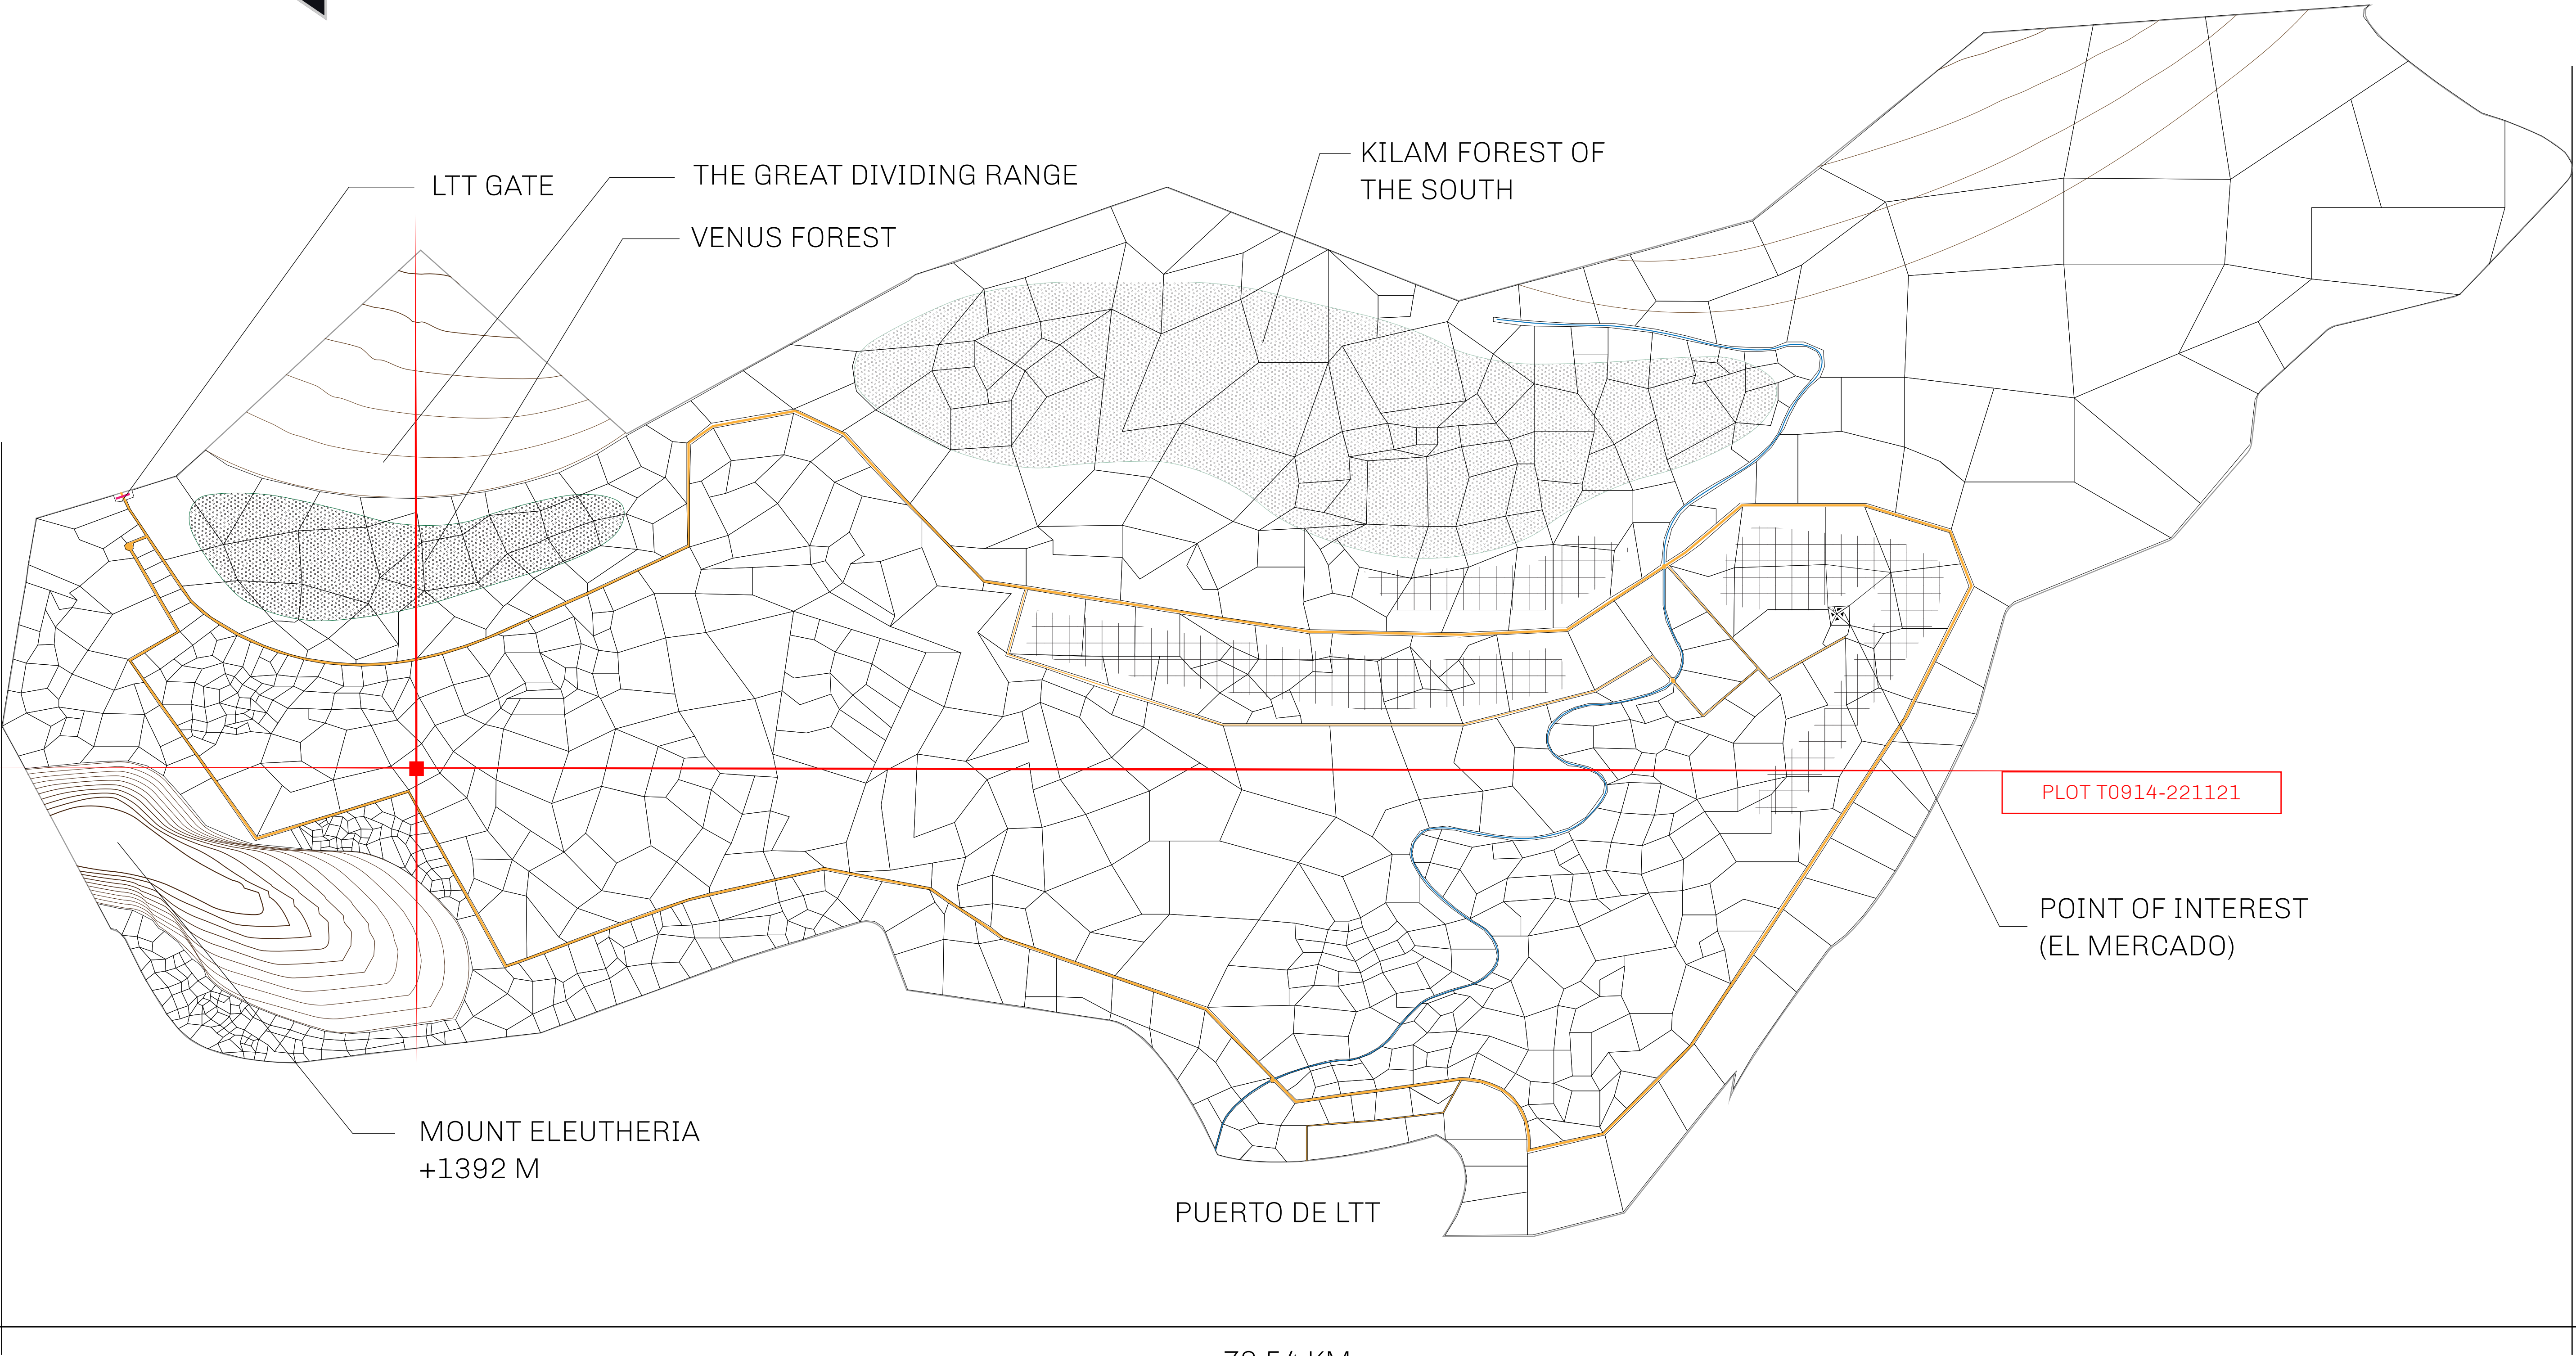 KILAM FOREST OF
THE SOUTH
LTT GATE
THE GREAT DIVIDING RANGE
VENUS FOREST
PLOT T0914-221121
POINT OF INTEREST
(EL MERCADO)
MOUNT ELEUTHERIA
+1392 M
PUERTO DE LTT
KM